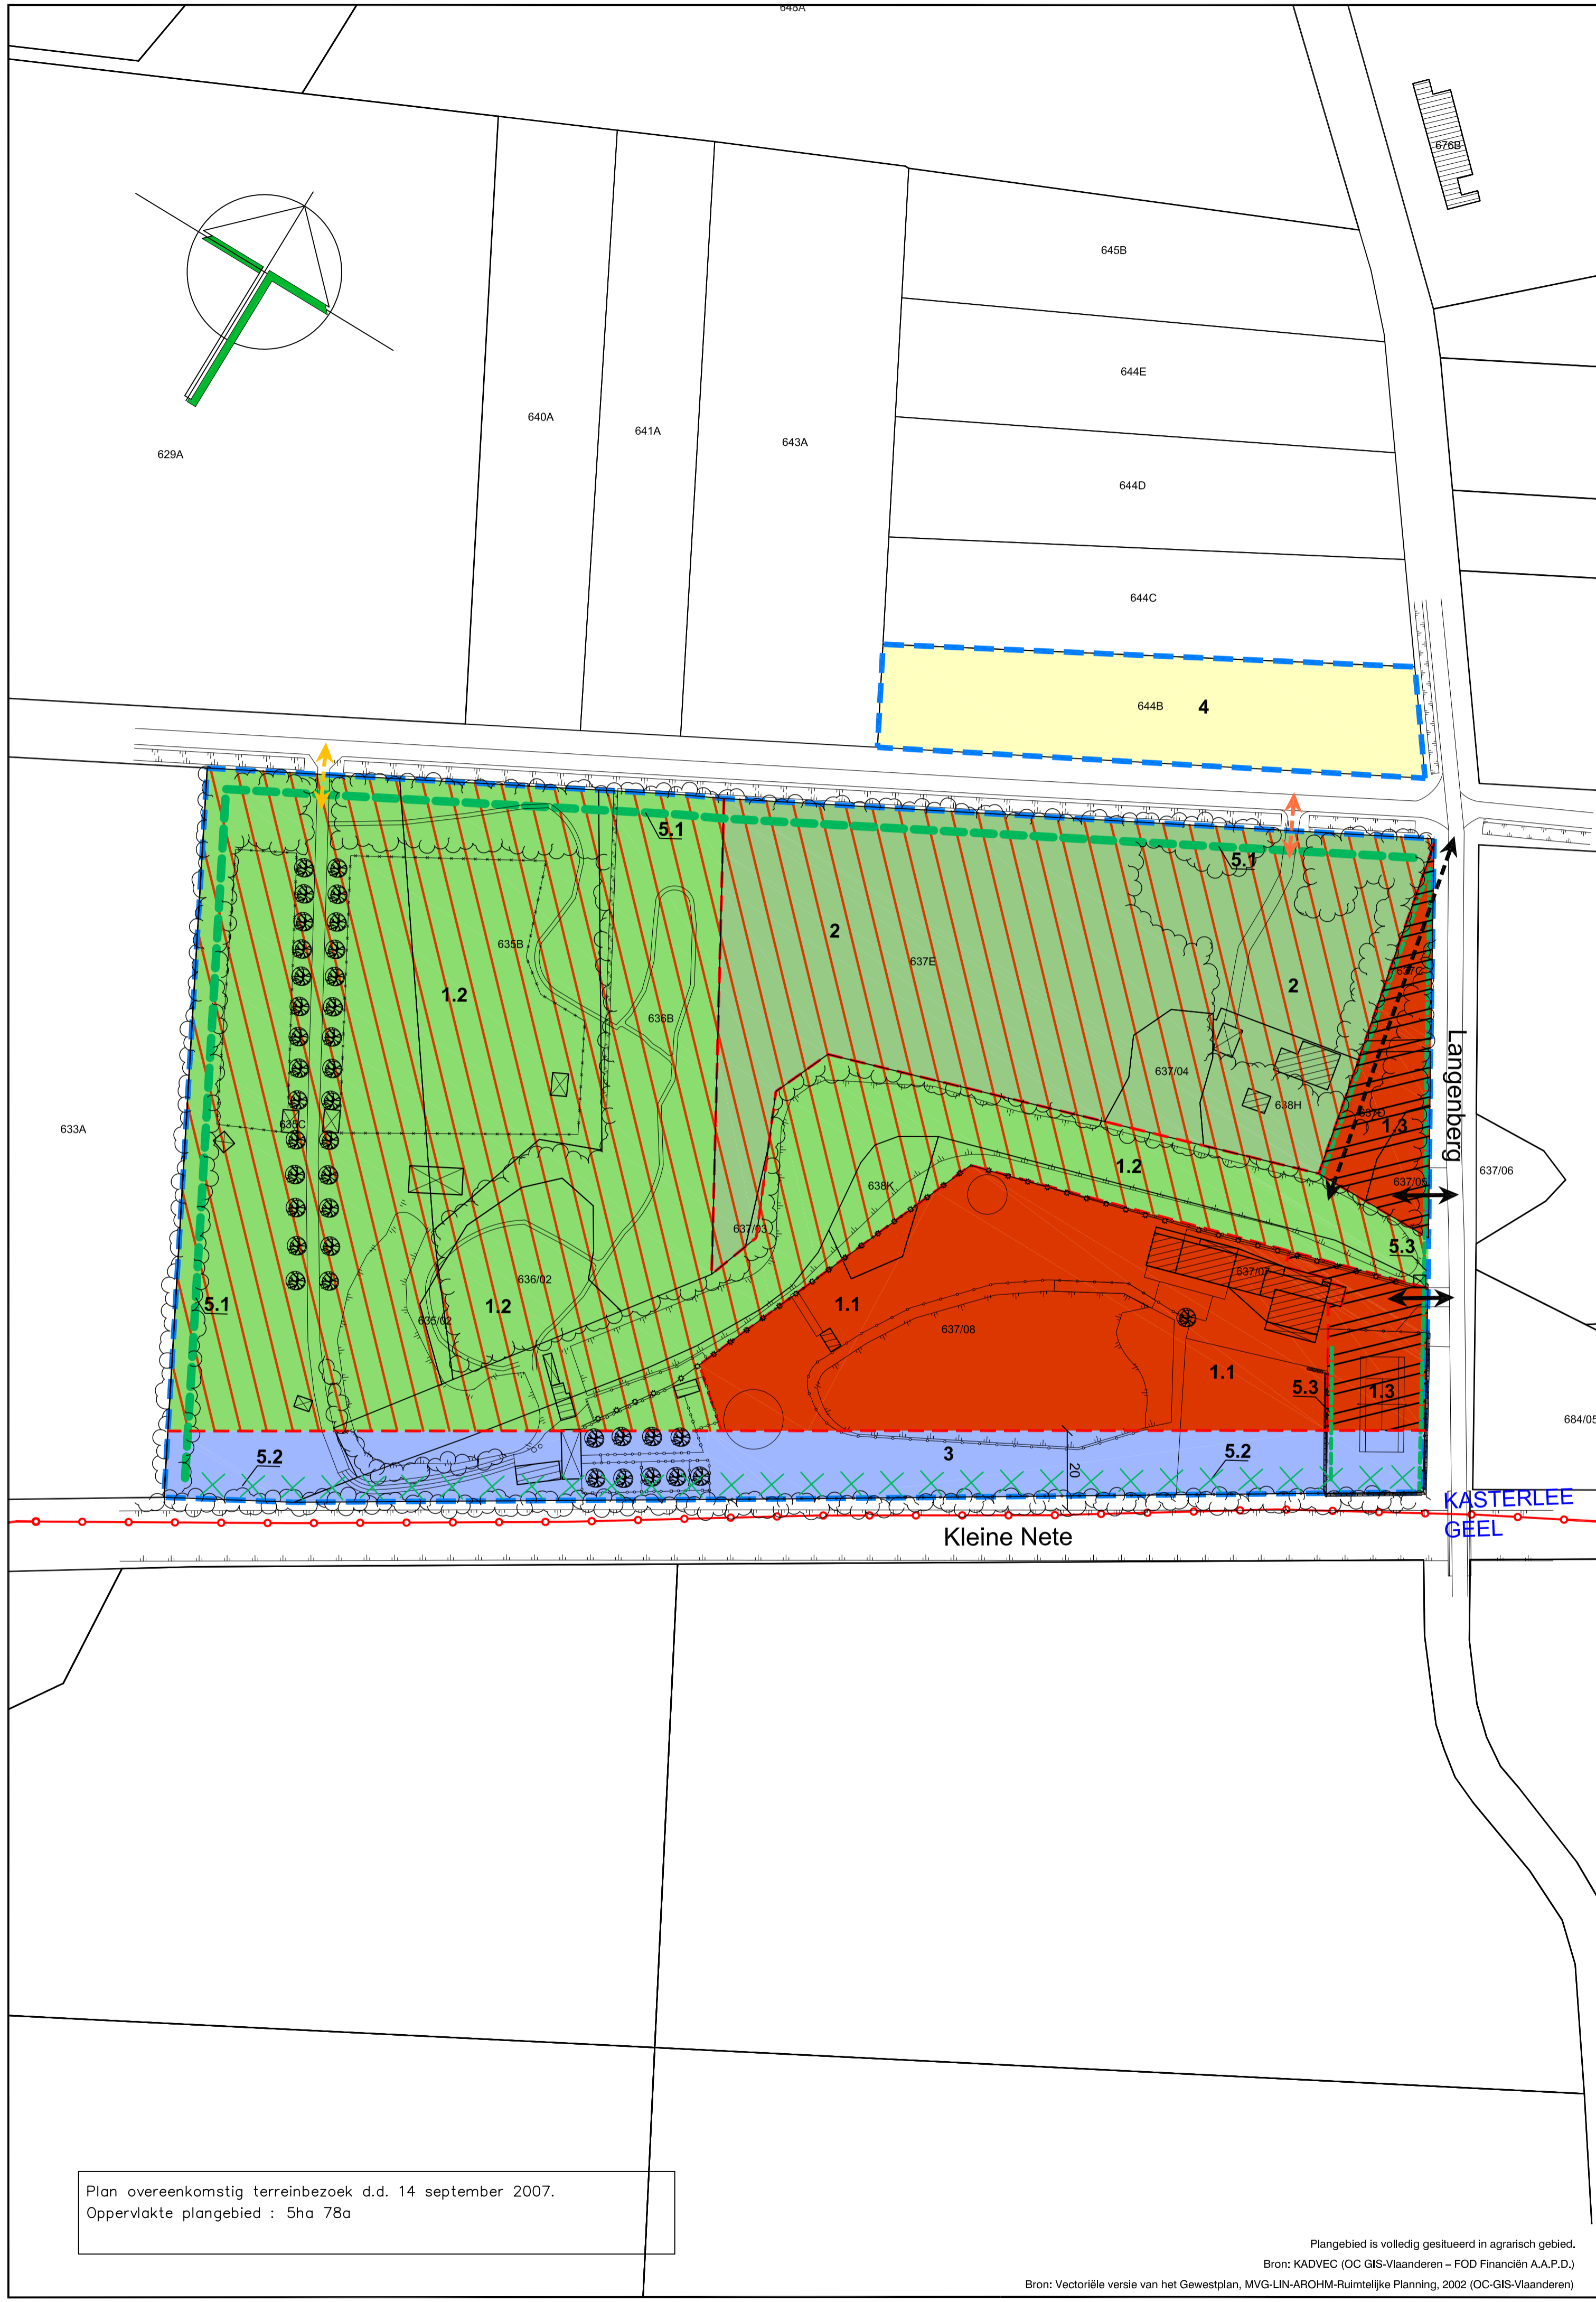 648A
676B
645B
644E
640A
641A
643A
629A
644D
644C
644B
4
5.1
5.1
2
635B
637E
637C
1.2
2
636B
Langenberg
637/04
638H
637D
1.3
635C
633A
1.2
637/06
638K
637/05
637/03
5.3
636/02
637/07
5.1
1.2
1.1
635/02
637/08
1.1
5.3
1.3
684/05
5.2
3
5.2
20
KASTERLEE
GEEL
Kleine Nete
Plan overeenkomstig terreinbezoek d.d. 14 september 2007.
Oppervlakte plangebied : 5ha 78a
Plangebied is volledig gesitueerd in agrarisch gebied.
Bron: KADVEC (OC GIS-Vlaanderen – FOD Financiën A.A.P.D.)
Bron: Vectoriële versie van het Gewestplan, MVG-LIN-AROHM-Ruimtelijke Planning, 2002 (OC-GIS-Vlaanderen)